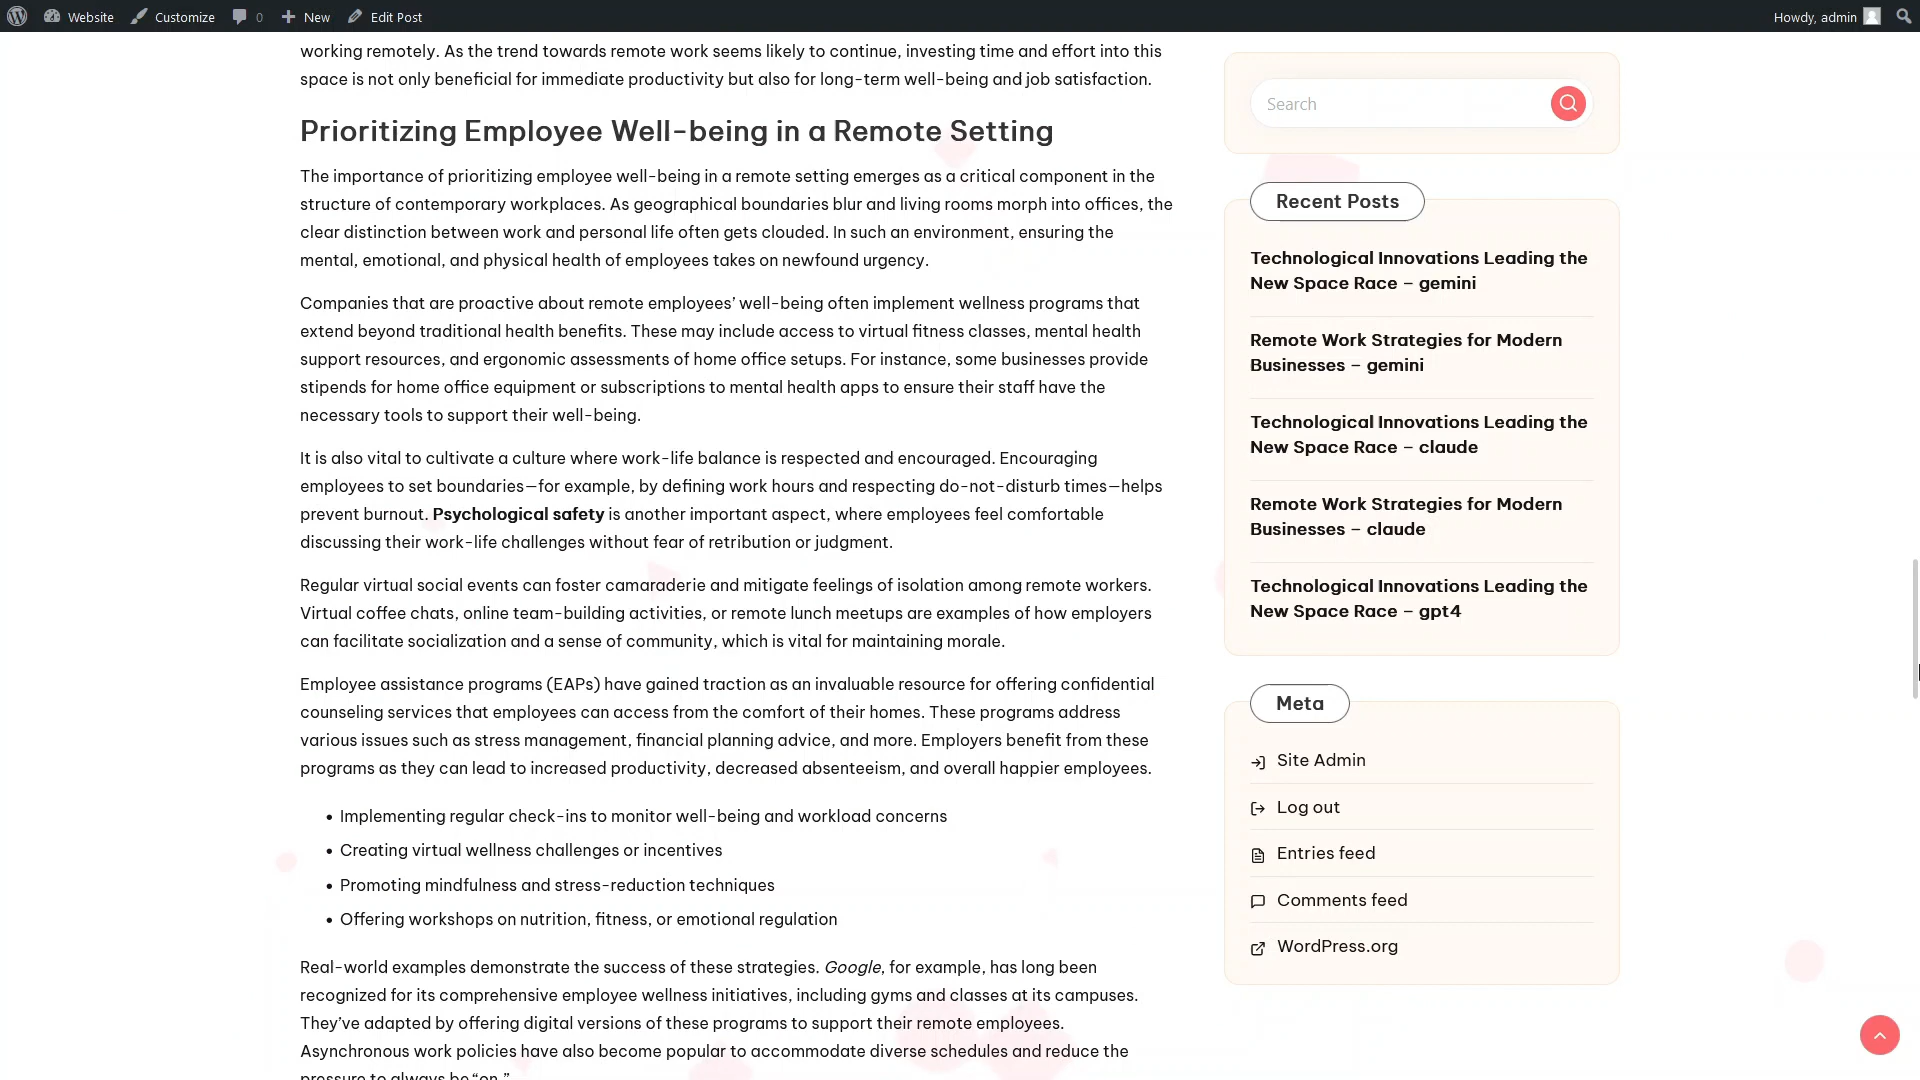 Website
Customize
0
New
Edit Post
Howdy, admin
working remotely. As the trend towards remote work seems likely to continue, investing time and effort into this
space is not only beneficial for immediate productivity but also for long-term well-being and job satisfaction.
Prioritizing Employee Well-being in a Remote Setting
The importance of prioritizing employee well-being in a remote setting emerges as a critical component in the
structure of contemporary workplaces. As geographical boundaries blur and living rooms morph into offices, the
clear distinction between work and personal life often gets clouded. In such an environment, ensuring the
mental, emotional, and physical health of employees takes on newfound urgency.
Companies that are proactive about remote employees’ well-being often implement wellness programs that
extend beyond traditional health benefits. These may include access to virtual fitness classes, mental health
support resources, and ergonomic assessments of home office setups. For instance, some businesses provide
stipends for home office equipment or subscriptions to mental health apps to ensure their staff have the
necessary tools to support their well-being.
It is also vital to cultivate a culture where work-life balance is respected and encouraged. Encouraging
employees to set boundaries—for example, by defining work hours and respecting do-not-disturb times—helps
prevent burnout. Psychological safety is another important aspect, where employees feel comfortable
discussing their work-life challenges without fear of retribution or judgment.
Regular virtual social events can foster camaraderie and mitigate feelings of isolation among remote workers.
Virtual coffee chats, online team-building activities, or remote lunch meetups are examples of how employers
can facilitate socialization and a sense of community, which is vital for maintaining morale.
Employee assistance programs (EAPs) have gained traction as an invaluable resource for offering confidential
counseling services that employees can access from the comfort of their homes. These programs address
various issues such as stress management, financial planning advice, and more. Employers benefit from these
programs as they can lead to increased productivity, decreased absenteeism, and overall happier employees.
• Implementing regular check-ins to monitor well-being and workload concerns
• Creating virtual wellness challenges or incentives
• Promoting mindfulness and stress-reduction techniques
• Offering workshops on nutrition, fitness, or emotional regulation
Real-world examples demonstrate the success of these strategies. Google, for example, has long been
recognized for its comprehensive employee wellness initiatives, including gyms and classes at its campuses.
They’ve adapted by offering digital versions of these programs to support their remote employees.
Asynchronous work policies have also become popular to accommodate diverse schedules and reduce the
pressure to always be “on.”
Search
Recent Posts
Technological Innovations Leading the
New Space Race – gemini
Remote Work Strategies for Modern
Businesses – gemini
Technological Innovations Leading the
New Space Race – claude
Remote Work Strategies for Modern
Businesses – claude
Technological Innovations Leading the
New Space Race – gpt4
Meta
Site Admin
Log out
Entries feed
Comments feed
WordPress.org